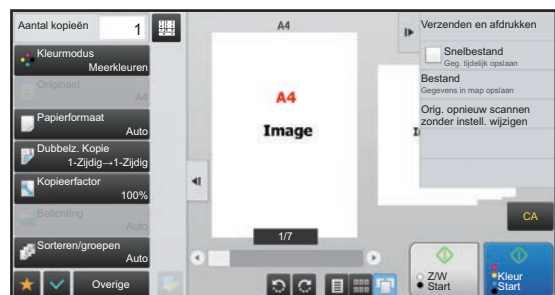 Aantal kopieën
1
Kleurmodus
Meerkleuren
Origineel
A4
Papierformaat
Auto
Dubbelz. Kopie
1-Zijdig→1-Zijdig
Kopieerfactor
100%
Belichting
Auto
Sorteren/groepen
Auto
Overige
A4
A4
Image
1/7
Verzenden en afdrukken
Snelbestand
Geg. tijdelijk opslaan
Bestand
Gegevens in map opslaan
Orig. opnieuw scannen
zonder instell. wijzigen
CA
Z/W
Start
Kleur
Start